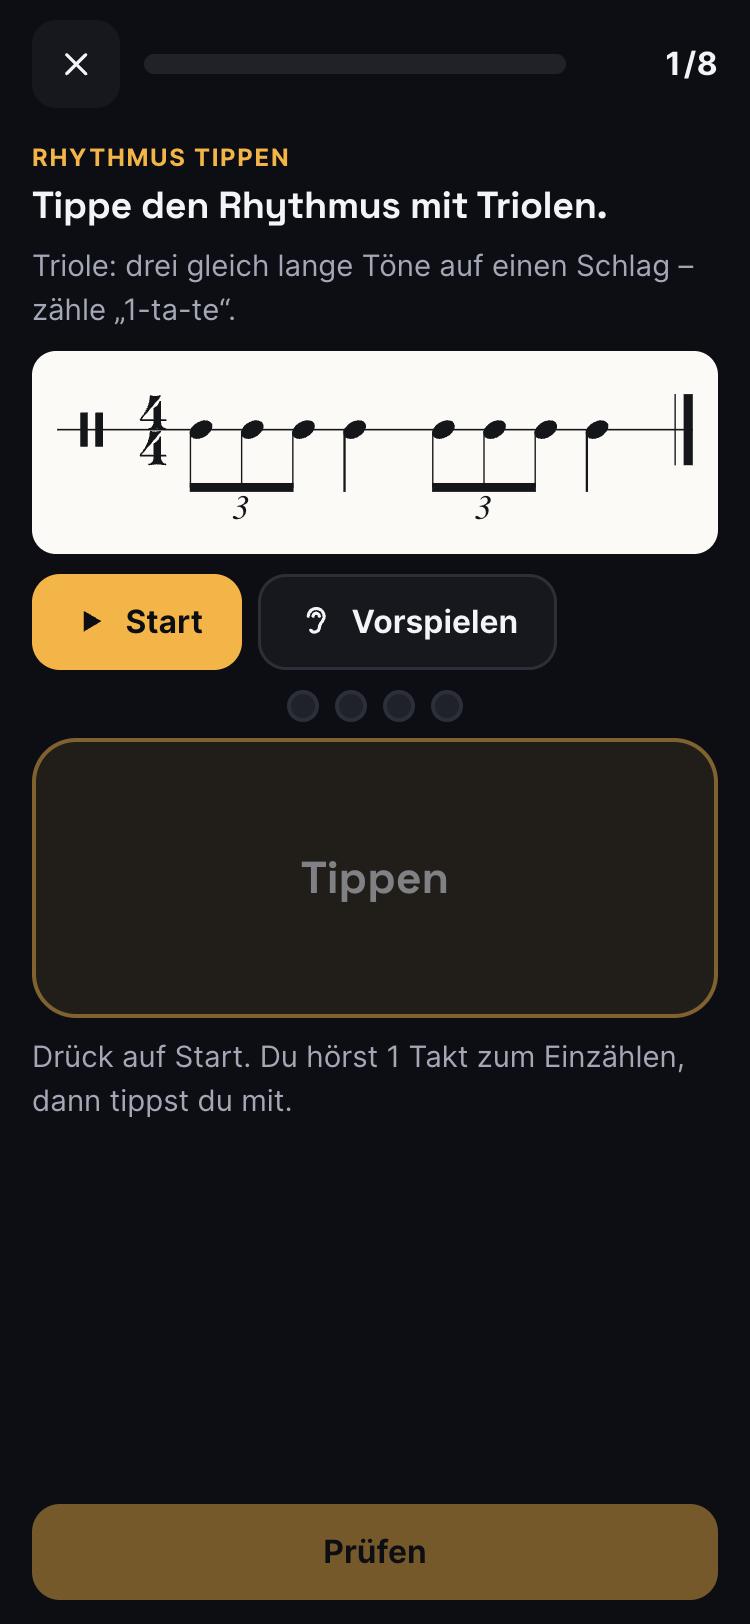 1/8
RHYTHMUS TIPPEN
Tippe den Rhythmus mit Triolen.
Triole: drei gleich lange Töne auf einen Schlag –
zähle „1-ta-te“.
4
4
3 3
Start Vorspielen
Tippen
Drück auf Start. Du hörst 1 Takt zum Einzählen,
dann tippst du mit.
Prüfen